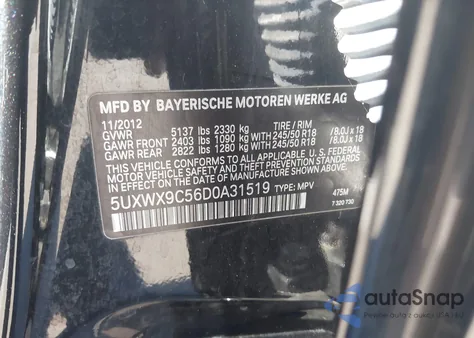 MFD BY BAYERISCHE MOTOREN WERKE AG
11/2012 TIRE / RIM
GVWR 5137 lbs 2330 kg
GAWR FRONT 2403 lbs 1090 kg WITH 245/50 R18 / 8.0J x 18
GAWR REAR 2822 lbs 1280 kg WITH 245/50 R18 / 8.0J x 18
THIS VEHICLE CONFORMS TO ALL APPLICABLE U.S. FEDERAL
MOTOR VEHICLE SAFETY AND THEFT PREVENTION STANDARDS
IN EFFECT ON THE DATE OF MANUFACTURE SHOWN ABOVE.
5UXWX9C56D0A31519 TYPE: MPV 475M
7 320 730
autoSnap